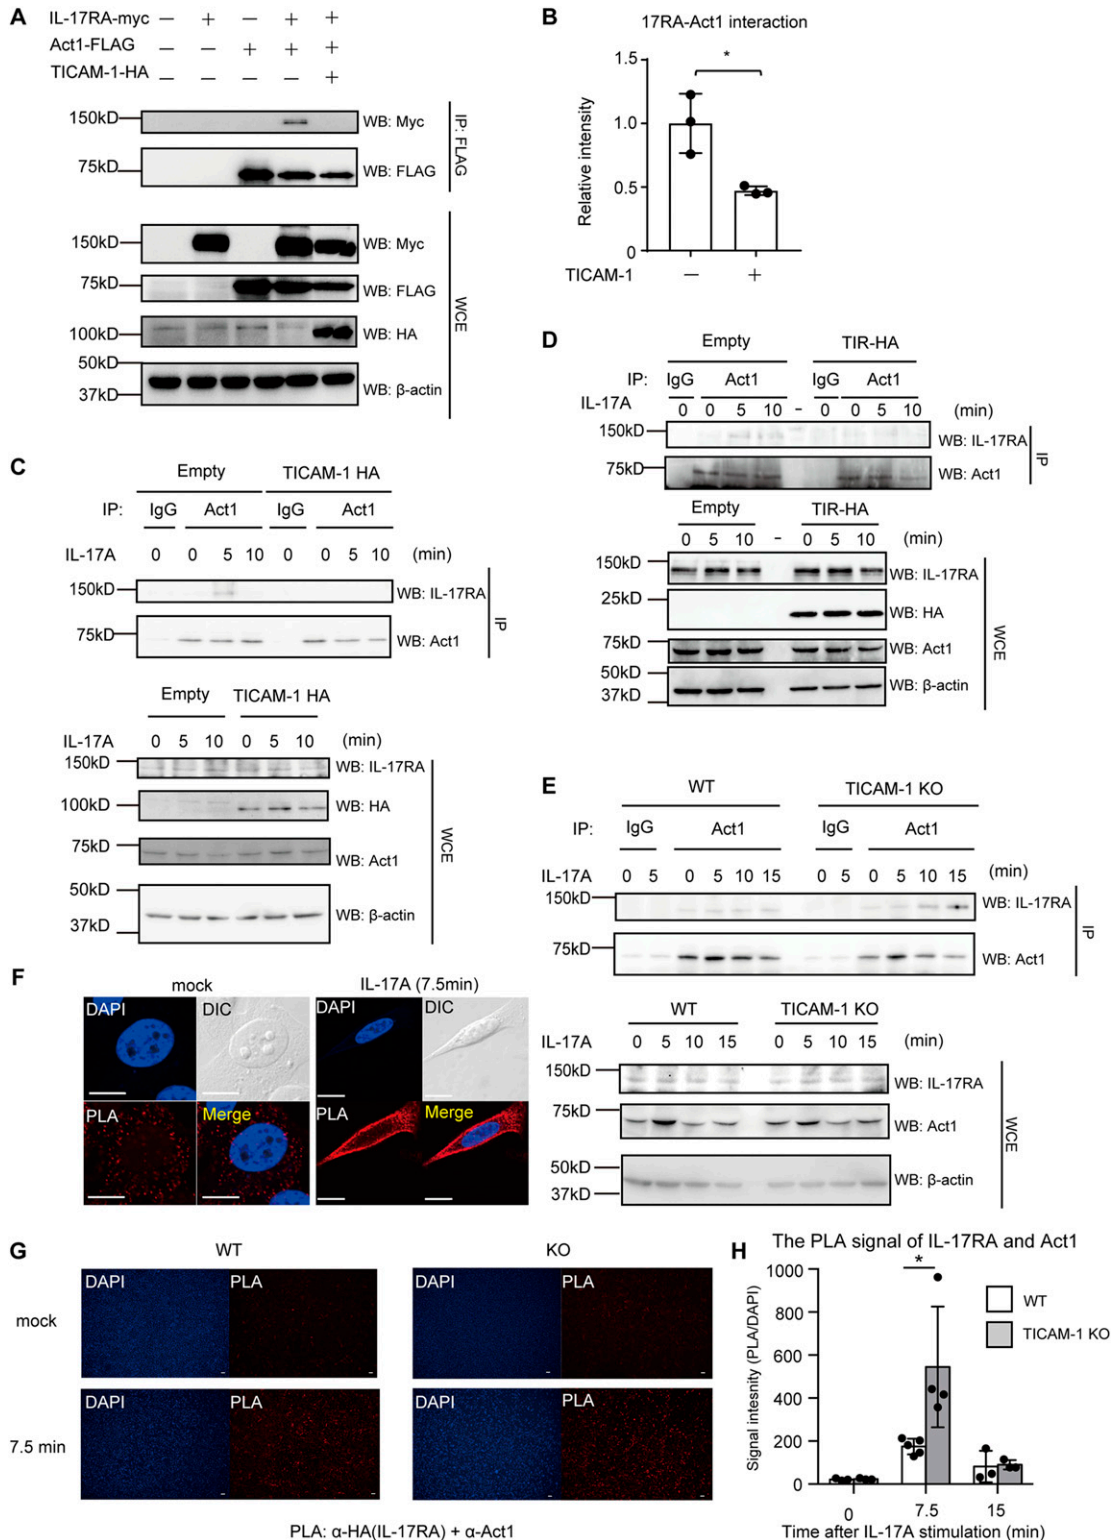 A
IL-17RA-myc – + – + +
Act1-FLAG – – + + +
TICAM-1-HA – – – – +
150kD WB: Myc
75kD WB: FLAG
IP: FLAG
150kD WB: Myc
75kD WB: FLAG
100kD WB: HA
50kD
37kD WB: β-actin
WCE
B
17RA-Act1 interaction
*
1.5
1.0
0.5
0
Relative intensity
TICAM-1 – +
C
Empty TICAM-1 HA
IP: IgG Act1 IgG Act1
IL-17A 0 0 5 10 0 0 5 10 (min)
150kD WB: IL-17RA
75kD WB: Act1
IP
Empty TICAM-1 HA
IL-17A 0 5 10 0 5 10 (min)
150kD WB: IL-17RA
100kD WB: HA
75kD WB: Act1
50kD
37kD WB: β-actin
WCE
D
Empty TIR-HA
IP: IgG Act1 IgG Act1
IL-17A 0 0 5 10 - 0 0 5 10 (min)
150kD WB: IL-17RA
75kD WB: Act1
IP
Empty TIR-HA
0 5 10 - 0 5 10 (min)
150kD WB: IL-17RA
25kD WB: HA
75kD WB: Act1
50kD WB: β-actin
37kD
WCE
E
WT TICAM-1 KO
IP: IgG Act1 IgG Act1
IL-17A 0 5 0 5 10 15 0 5 0 5 10 15 (min)
150kD WB: IL-17RA
75kD WB: Act1
IP
WT TICAM-1 KO
IL-17A 0 5 10 15 0 5 10 15 (min)
150kD WB: IL-17RA
75kD WB: Act1
50kD WB: β-actin
37kD
WCE
F
mock IL-17A (7.5min)
DAPI DIC DAPI DIC
PLA Merge PLA Merge
G
WT KO
mock DAPI PLA DAPI PLA
7.5 min DAPI PLA DAPI PLA
PLA: α-HA(IL-17RA) + α-Act1
H
The PLA signal of IL-17RA and Act1
*
1000
800
600
400
200
0
Signal intesnity (PLA/DAPI)
WT
TICAM-1 KO
0 7.5 15
Time after IL-17A stimulation (min)